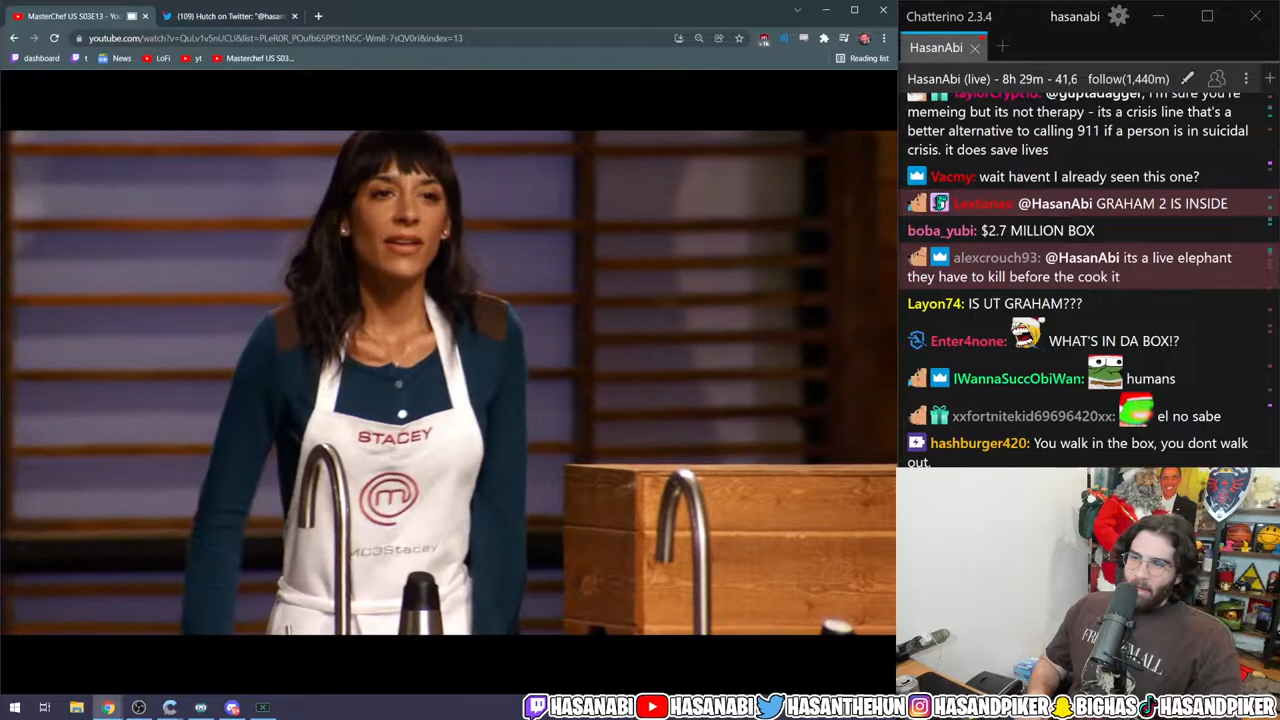 MasterChef US S03E13 - You
(109) Hutch on Twitter: "@hasan
youtube.com/watch?v=QuLv1v5nUCU&list=PLeR0R_POufb65PfSt1N5C-Wm8-7sQV0ri&index=13
dashboard
t
News
LoFi
yt
Masterchef US S03...
Reading list
STACEY
m
MC3Stacey
Chatterino 2.3.4
hasanabi
HasanAbi
HasanAbi (live) - 8h 29m - 41,6
follow(1,440m)
TaylorCrypt1d: @guptadagger, I'm sure you're
memeing but its not therapy - its a crisis line that's a
better alternative to calling 911 if a person is in suicidal
crisis. it does save lives
Vacmy: wait havent I already seen this one?
Lextorias: @HasanAbi GRAHAM 2 IS INSIDE
boba_yubi: $2.7 MILLION BOX
alexcrouch93: @HasanAbi its a live elephant
they have to kill before the cook it
Layon74: IS UT GRAHAM???
Enter4none: WHAT'S IN DA BOX!?
IWannaSuccObiWan: humans
xxfortnitekid69696420xx: el no sabe
hashburger420: You walk in the box, you dont walk
out.
HASANABI
HASANABI
HASANTHEHUN
HASANDPIKER
BIGHAS
HASANDPIKER